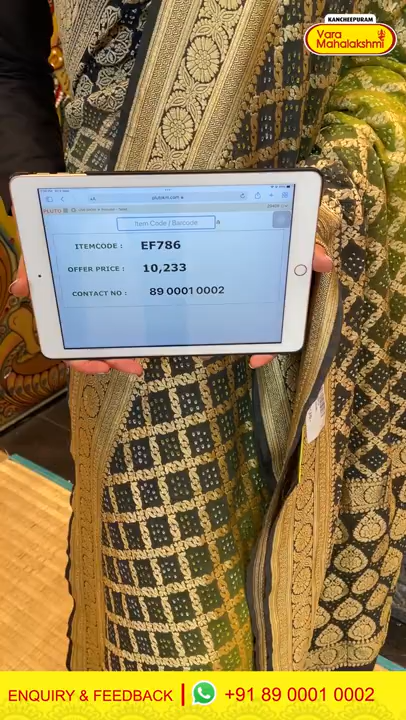 KANCHEEPURAM
Vara
Mahalakshmi
Item Code / Barcode
ITEMCODE : EF786
OFFER PRICE : 10,233
CONTACT NO : 89 0001 0002
ENQUIRY & FEEDBACK | +91 89 0001 0002